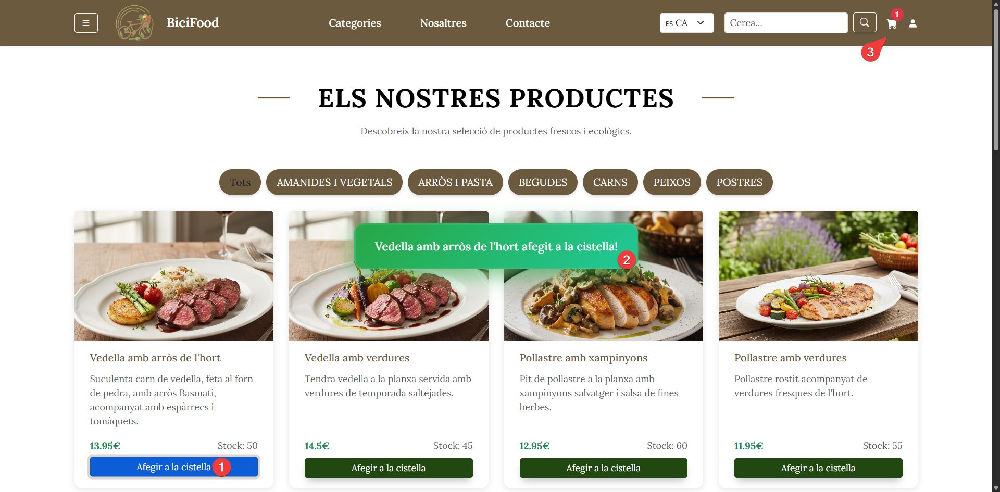 BiciFood
Categories
Nosaltres
Contacte
ES CA
Cerca...
1
3
ELS NOSTRES PRODUCTES
Descobreix la nostra selecció de productes frescos i ecològics.
Tots
AMANIDES I VEGETALS
ARRÒS I PASTA
BEGUDES
CARNS
PEIXOS
POSTRES
Vedella amb arròs de l'hort afegit a la cistella!
2
Vedella amb arròs de l'hort
Suculenta carn de vedella, feta al forn
de pedra, amb arròs Basmati,
acompanyat amb espàrrecs i
tomàquets.
13.95€
Stock: 50
Afegir a la cistella
1
Vedella amb verdures
Tendra vedella a la planxa servida amb
verdures de temporada saltejades.
14.5€
Stock: 45
Afegir a la cistella
Pollastre amb xampinyons
Pit de pollastre a la planxa amb
xampinyons salvatger i salsa de fines
herbes.
12.95€
Stock: 60
Afegir a la cistella
Pollastre amb verdures
Pollastre rostit acompanyat de
verdures fresques de l'hort.
11.95€
Stock: 55
Afegir a la cistella